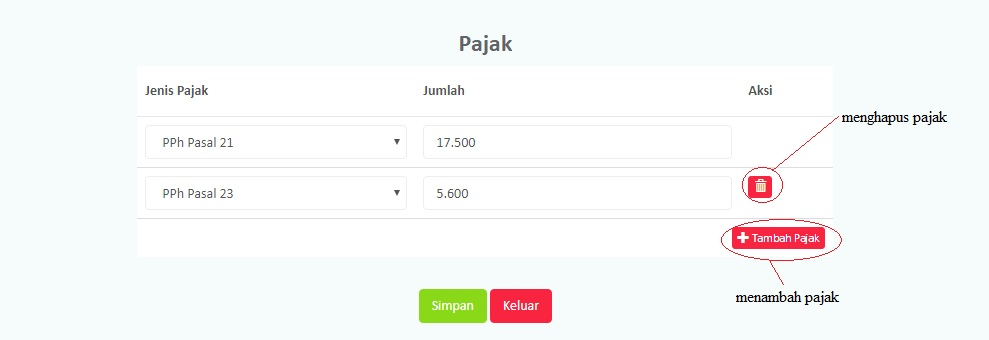 Pajak
Jenis Pajak Jumlah Aksi
menghapus pajak
PPh Pasal 21 17.500
PPh Pasal 23 5.600
Tambah Pajak
menambah pajak
Simpan Keluar